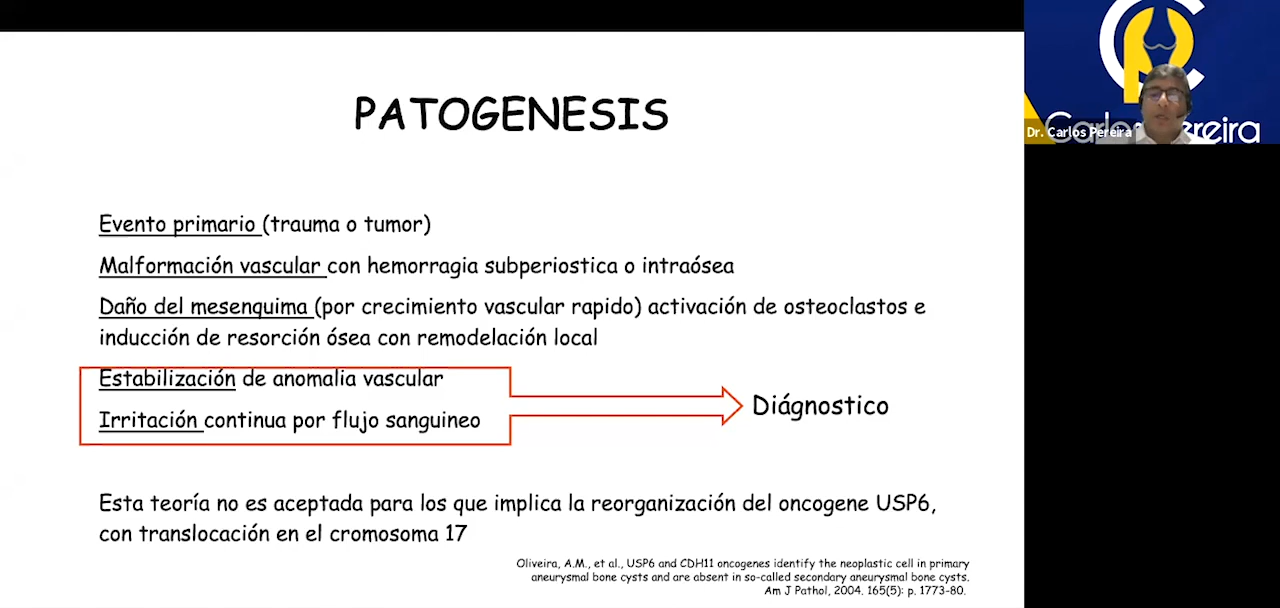 PATOGENESIS
Evento primario (trauma o tumor)
Malformación vascular con hemorragia subperiostica o intraósea
Daño del mesenquima (por crecimiento vascular rapido) activación de osteoclastos e
inducción de resorción ósea con remodelación local
Estabilización de anomalia vascular
Irritación continua por flujo sanguineo
Diágnostico
Esta teoría no es aceptada para los que implica la reorganización del oncogene USP6,
con translocación en el cromosoma 17
Oliveira, A.M., et al., USP6 and CDH11 oncogenes identify the neoplastic cell in primary
aneurysmal bone cysts and are absent in so-called secondary aneurysmal bone cysts.
Am J Pathol, 2004. 165(5): p. 1773-80.
Dr. Carlos Pereira